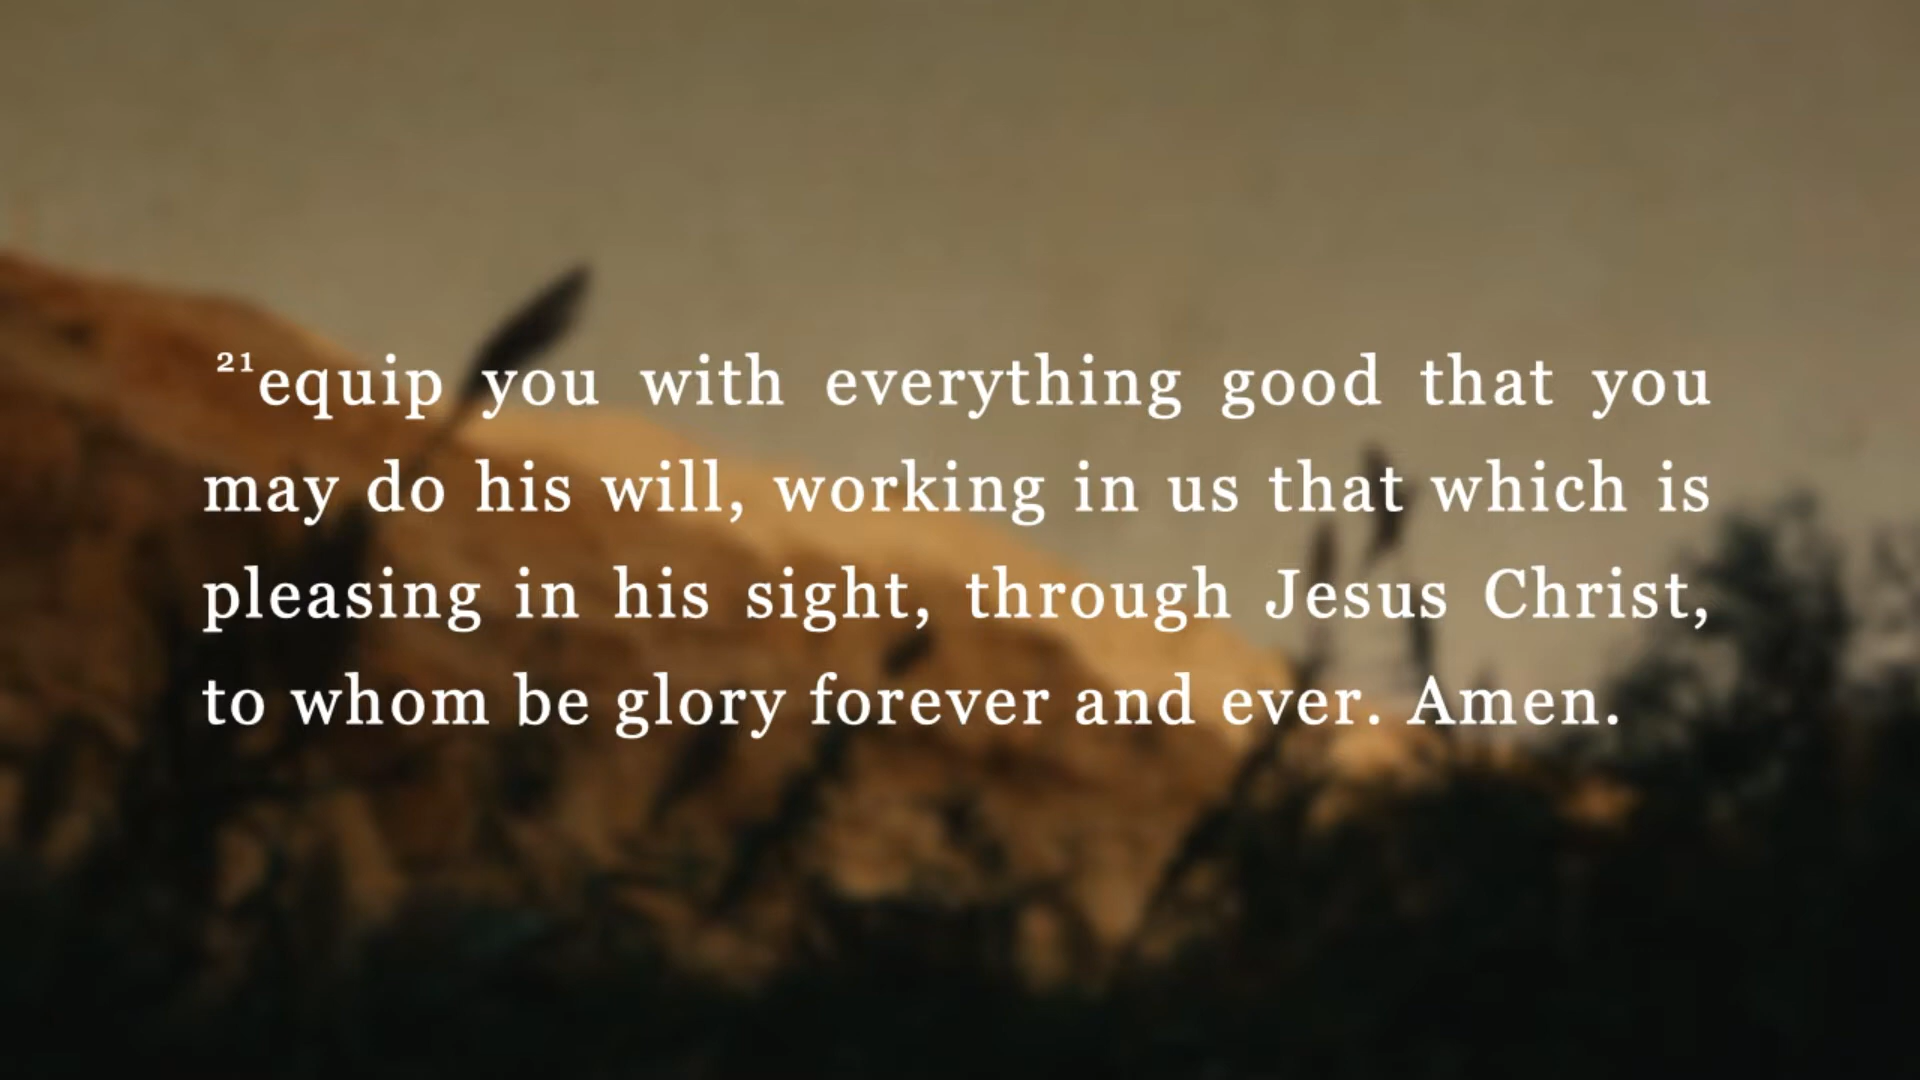 ²¹equip you with everything good that you
may do his will, working in us that which is
pleasing in his sight, through Jesus Christ,
to whom be glory forever and ever. Amen.